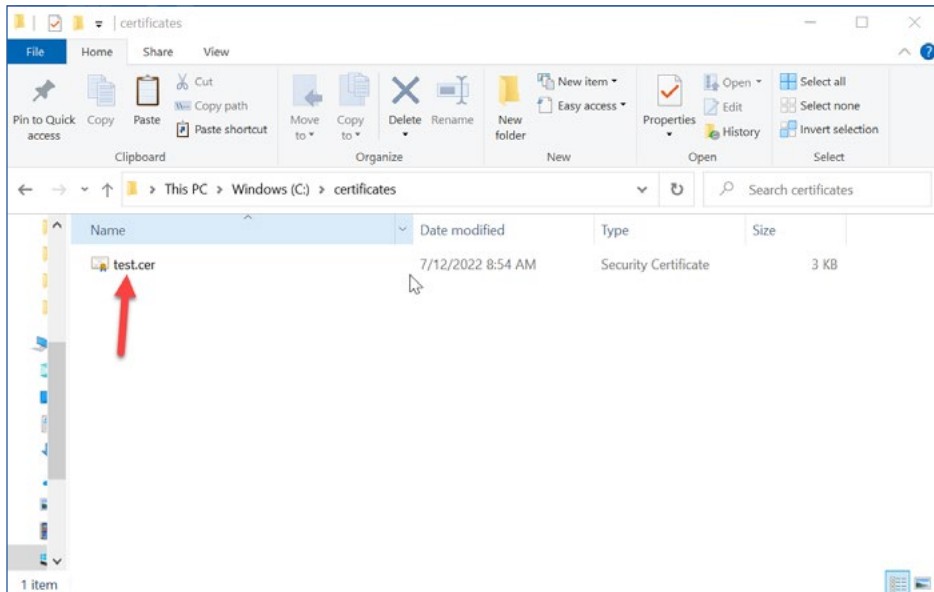 certificates
File Home Share View
Pin to Quick access
Copy
Paste
Cut
Copy path
Paste shortcut
Clipboard
Move to
Copy to
Delete
Rename
Organize
New folder
New item
Easy access
New
Properties
Open
Edit
History
Open
Select all
Select none
Invert selection
Select
This PC > Windows (C:) > certificates
Search certificates
Name Date modified Type Size
test.cer 7/12/2022 8:54 AM Security Certificate 3 KB
1 item